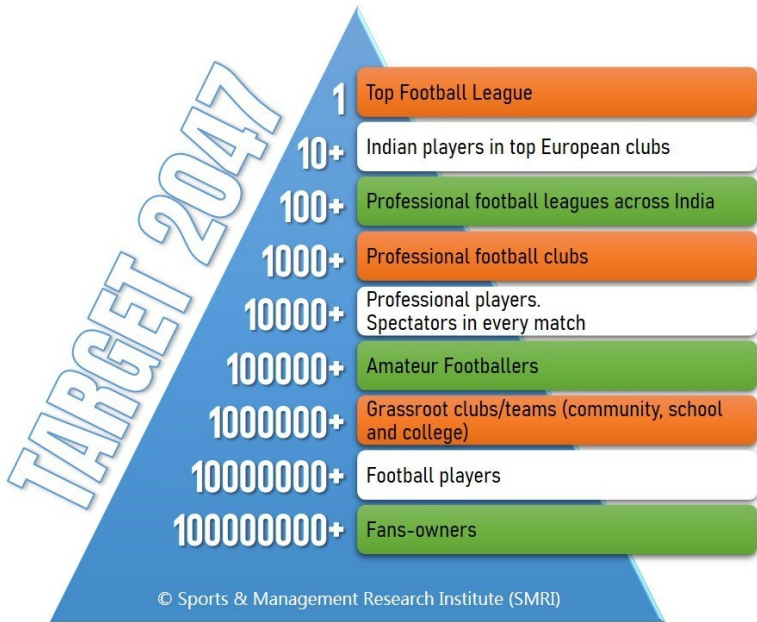 TARGET 2047
1 Top Football League
10+ Indian players in top European clubs
100+ Professional football leagues across India
1000+ Professional football clubs
10000+ Professional players.
Spectators in every match
100000+ Amateur Footballers
1000000+ Grassroot clubs/teams (community, school
and college)
10000000+ Football players
100000000+ Fans-owners
© Sports & Management Research Institute (SMRI)